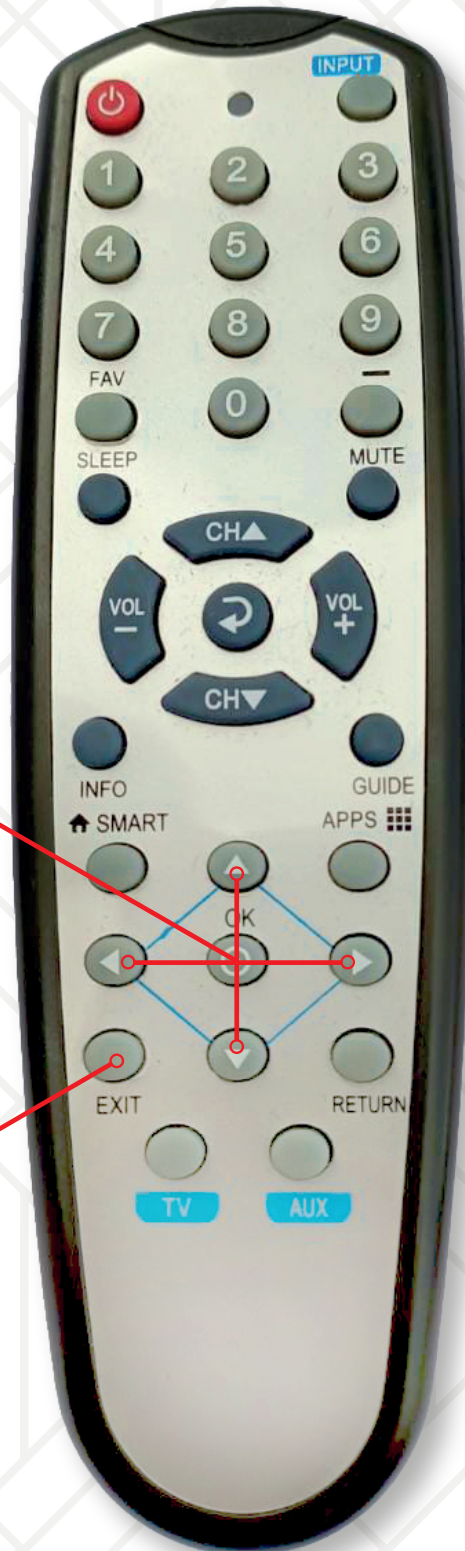 INPUT
1 2 3
4 5 6
7 8 9
FAV —
0
SLEEP MUTE
CH▲
VOL − VOL +
CH▼
INFO GUIDE
SMART APPS
OK
EXIT RETURN
TV AUX